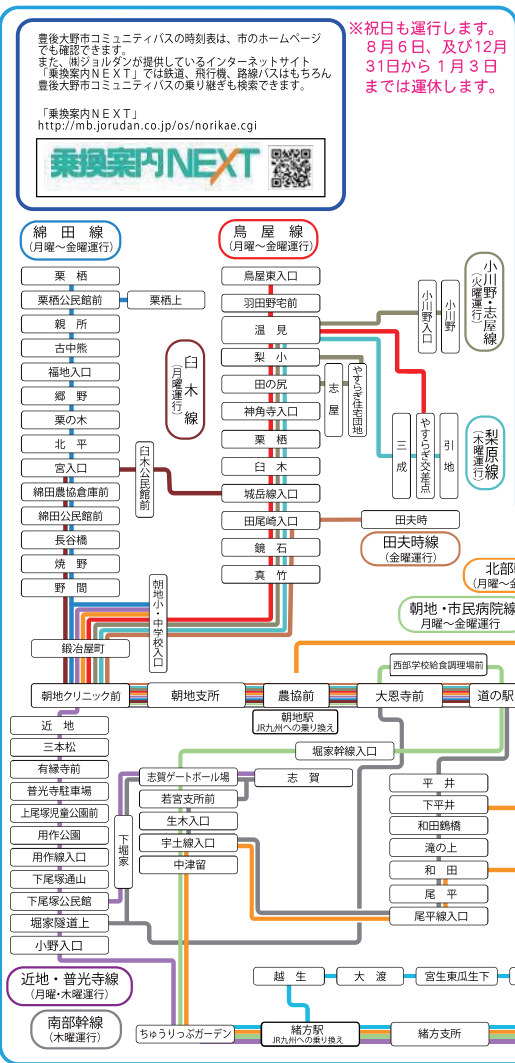 豊後大野市コミュニティバスの時刻表は、市のホームページ
でも確認できます。
また、㈱ジョルダンが提供しているインターネットサイト
「乗換案内ＮＥＸＴ」では鉄道、飛行機、路線バスはもちろん
豊後大野市コミュニティバスの乗り継ぎも検索できます。
「乗換案内ＮＥＸＴ」
http://mb.jorudan.co.jp/os/norikae.cgi
乗換案内NEXT
※祝日も運行します。
８月６日、及び12月
31日から１月３日
までは運休します。
綿田線
(月曜～金曜運行)
栗栖
栗栖公民館前
栗栖上
親所
古中熊
福地入口
郷野
栗の木
北平
宮入口
綿田農協倉庫前
綿田公民館前
長谷橋
焼野
野間
鍛冶屋町
臼木線
(月曜運行)
臼木公民館前
朝地小・中学校入口
鳥屋線
(月曜～金曜運行)
鳥屋東入口
羽田野宅前
温見
梨小
田の尻
神角寺入口
栗栖
臼木
城岳線入口
田尾崎入口
鏡石
真竹
志屋
やすらぎ住宅団地
小川野入口
小川野
小川野・志屋線
(火曜運行)
三成
やすらぎ交差点
引地
梨原線
(木曜運行)
田夫時
田夫時線
(金曜運行)
北部
(月曜～金
朝地・市民病院線
月曜～金曜運行
西部学校給食調理場前
朝地クリニック前
朝地支所
農協前
大恩寺前
道の駅
朝地駅
JR九州への乗り換え
堀家幹線入口
近地
三本松
有縁寺前
普光寺駐車場
上尾塚児童公園前
用作公園
用作線入口
下尾塚通山
下尾塚公民館
堀家隧道上
小野入口
下堀家
志賀ゲートボール場
志賀
若宮支所前
生木入口
宇土線入口
中津留
平井
下平井
和田鶴橋
滝の上
和田
尾平
尾平線入口
近地・普光寺線
(月曜・木曜運行)
南部幹線
(木曜運行)
越生
大渡
宮生東瓜生下
ちゅうりっぷガーデン
緒方駅
JR九州への乗り換え
緒方支所